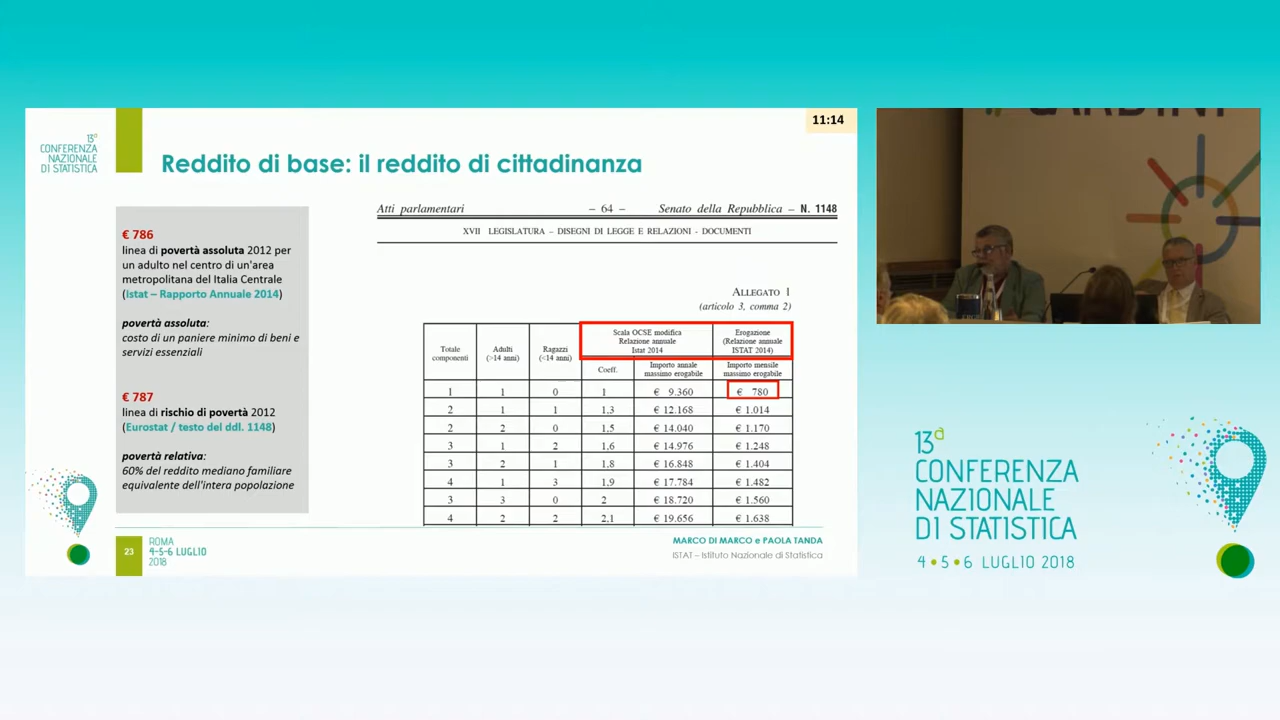 11:14
13ª
CONFERENZA
NAZIONALE
DI STATISTICA
Reddito di base: il reddito di cittadinanza
€ 786
linea di povertà assoluta 2012 per
un adulto nel centro di un'area
metropolitana del Italia Centrale
(Istat – Rapporto Annuale 2014)
povertà assoluta:
costo di un paniere minimo di beni e
servizi essenziali
€ 787
linea di rischio di povertà 2012
(Eurostat / testo del ddl. 1148)
povertà relativa:
60% del reddito mediano familiare
equivalente dell'intera popolazione
Atti parlamentari – 64 – Senato della Repubblica – N. 1148
XVII LEGISLATURA – DISEGNI DI LEGGE E RELAZIONI - DOCUMENTI
ALLEGATO 1
(articolo 3, comma 2)
Totale
componenti
Adulti
(>14 anni)
Ragazzi
(<14 anni)
Scala OCSE modifica
Relazione annuale
Istat 2014
Erogazione
(Relazione annuale
ISTAT 2014)
Coeff.
Importo annale
massimo erogabile
Importo mensile
massimo erogabile
1 1 0 1 € 9.360 € 780
2 1 1 1,3 € 12.168 € 1.014
2 2 0 1,5 € 14.040 € 1.170
3 1 2 1,6 € 14.976 € 1.248
3 2 1 1,8 € 16.848 € 1.404
4 1 3 1,9 € 17.784 € 1.482
3 3 0 2 € 18.720 € 1.560
4 2 2 2,1 € 19.656 € 1.638
23
ROMA
4-5-6 LUGLIO
2018
MARCO DI MARCO e PAOLA TANDA
ISTAT – Istituto Nazionale di Statistica
13ª
CONFERENZA
NAZIONALE
DI STATISTICA
4 • 5 • 6 LUGLIO 2018